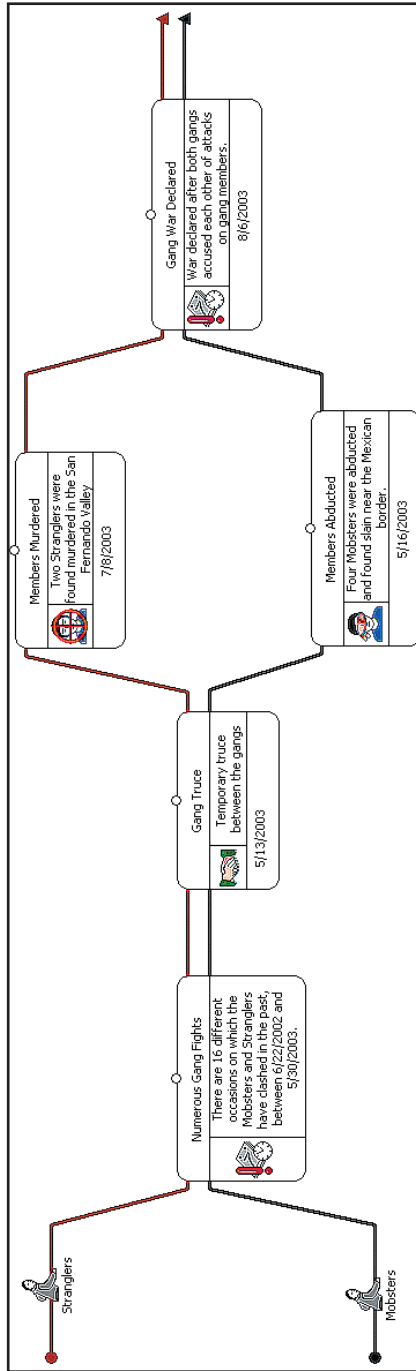 Stranglers
Mobsters
Numerous Gang Fights
There are 16 different
occasions on which the
Mobsters and Stranglers
have clashed in the past,
between 6/22/2002 and
5/30/2003.
Gang Truce
Temporary truce
between the gangs
5/13/2003
Members Murdered
Two Stranglers were
found murdered in the San
Fernando Valley
7/8/2003
Members Abducted
Four Mobsters were abducted
and found slain near the Mexican
border.
5/16/2003
Gang War Declared
War declared after both gangs
accused each other of attacks
on gang members.
8/6/2003